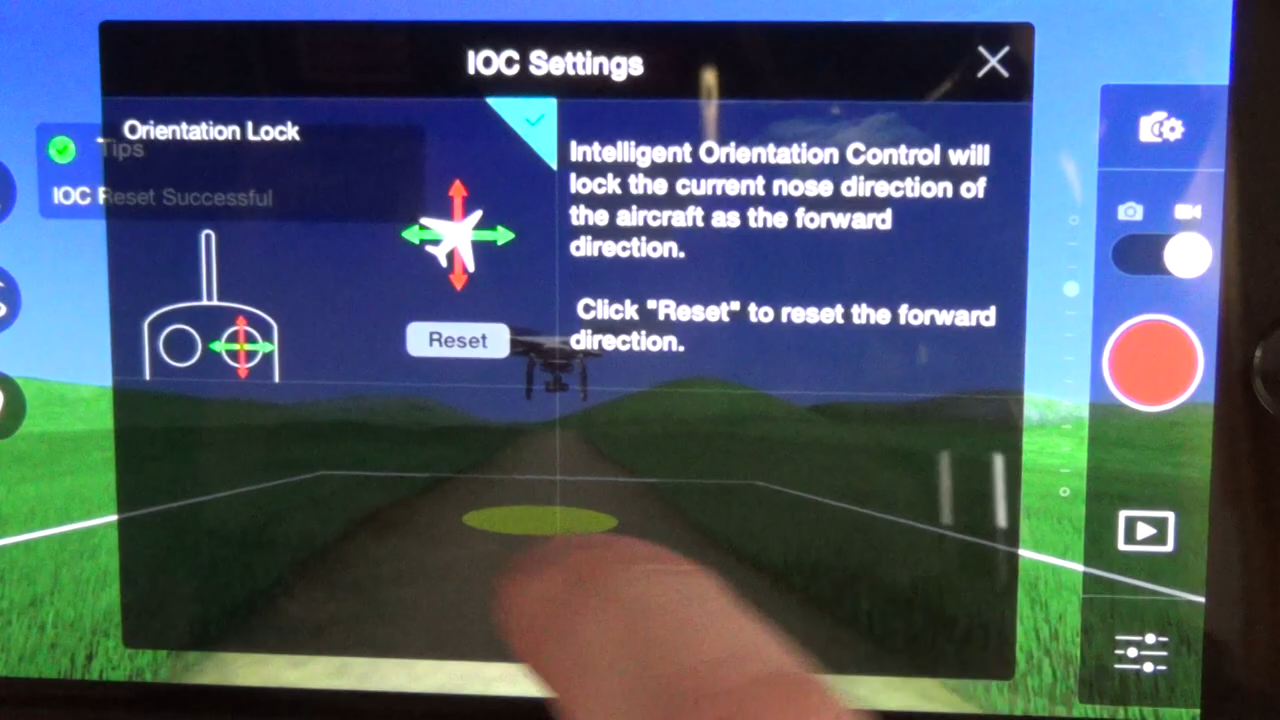 IOC Settings
Orientation Lock
Tips
IOC Reset Successful
Reset
Intelligent Orientation Control will
lock the current nose direction of
the aircraft as the forward
direction.
Click "Reset" to reset the forward
direction.